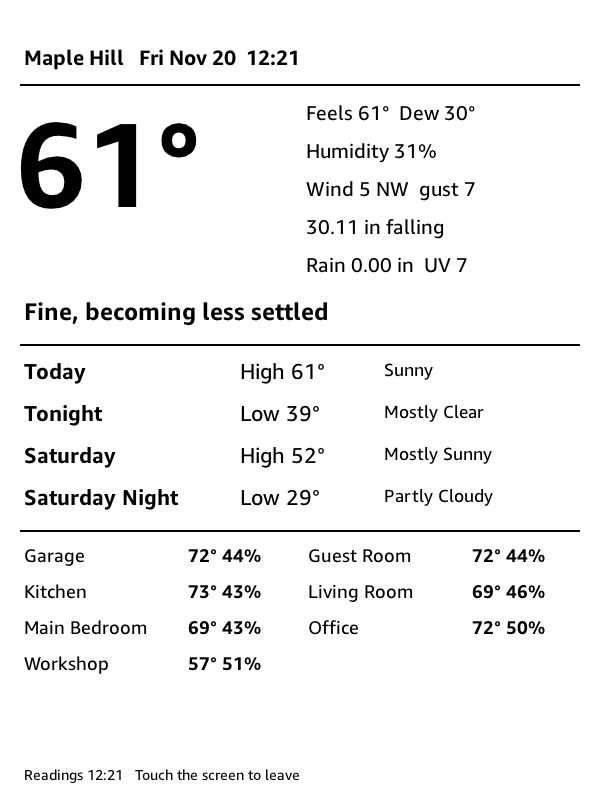 Maple Hill Fri Nov 20 12:21
61°
Feels 61° Dew 30°
Humidity 31%
Wind 5 NW gust 7
30.11 in falling
Rain 0.00 in UV 7
Fine, becoming less settled
Today High 61° Sunny
Tonight Low 39° Mostly Clear
Saturday High 52° Mostly Sunny
Saturday Night Low 29° Partly Cloudy
Garage 72° 44% Guest Room 72° 44%
Kitchen 73° 43% Living Room 69° 46%
Main Bedroom 69° 43% Office 72° 50%
Workshop 57° 51%
Readings 12:21 Touch the screen to leave